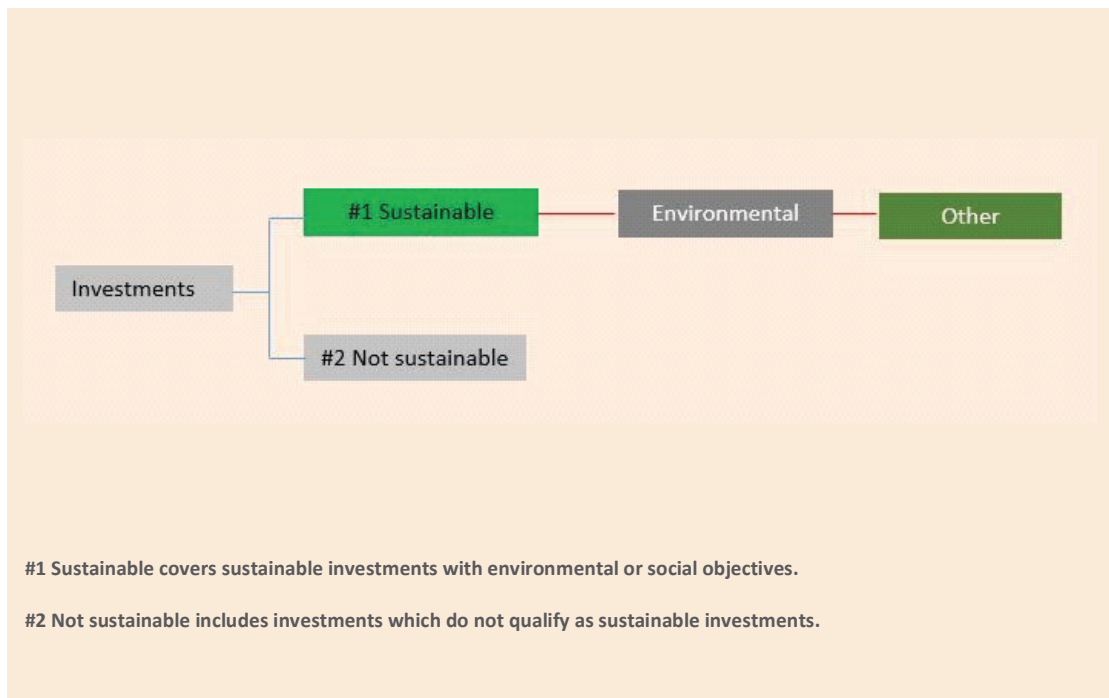 #1 Sustainable
Environmental
Other
Investments
#2 Not sustainable
#1 Sustainable covers sustainable investments with environmental or social objectives.
#2 Not sustainable includes investments which do not qualify as sustainable investments.